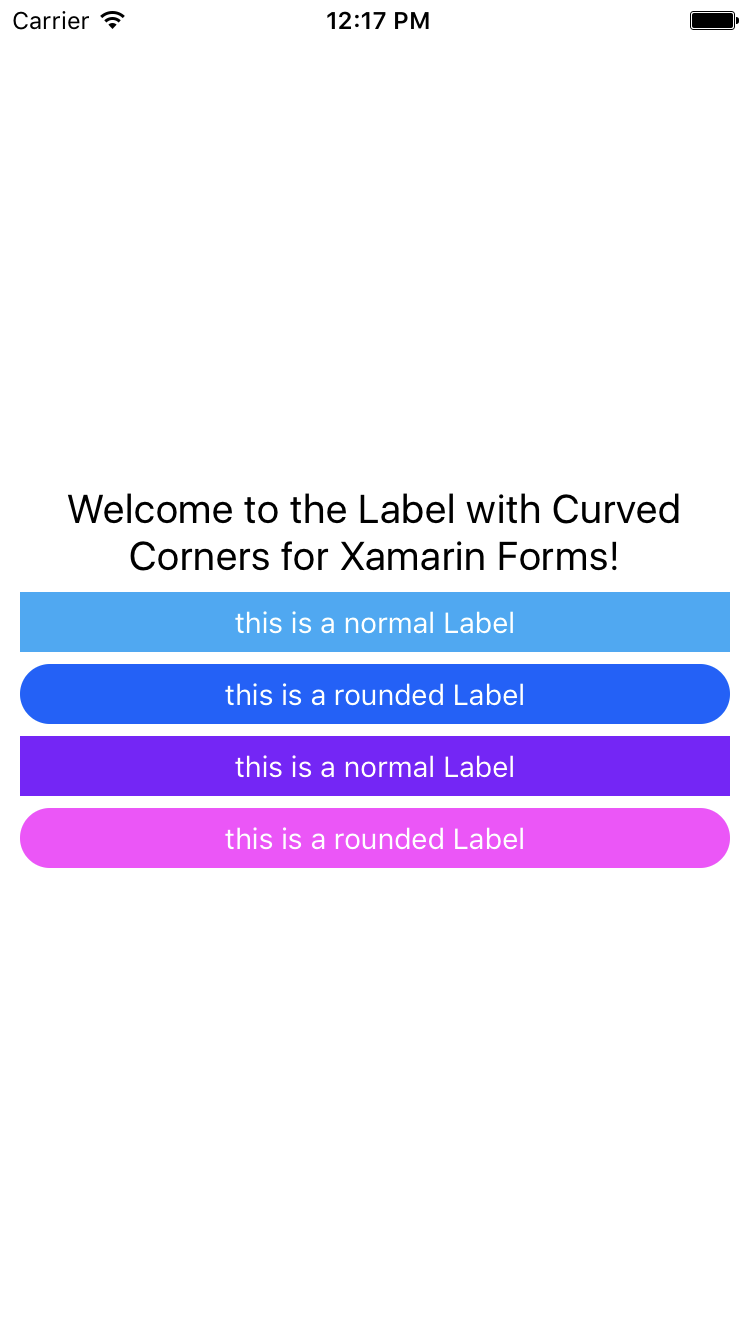 Carrier 12:17 PM
Welcome to the Label with Curved
Corners for Xamarin Forms!
this is a normal Label
this is a rounded Label
this is a normal Label
this is a rounded Label